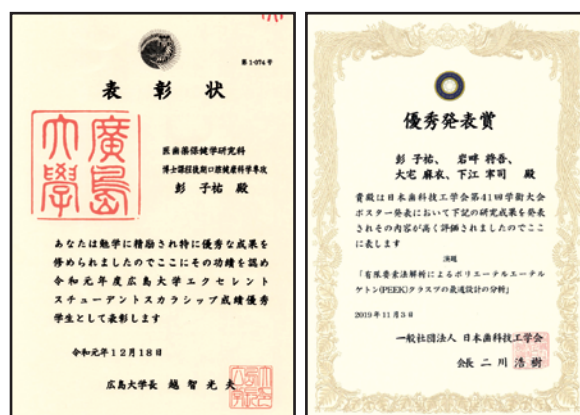 第1-074号
表彰状
医歯薬保健学研究科
博士課程後期口腔健康科学専攻
彭 子祐 殿
廣島大學
あなたは勉学に精励され特に優秀な成果を
修められましたのでここにその功績を認め
令和元年度広島大学エクセレント
スチューデントスカラシップ成績優秀
学生として表彰します
令和元年12月18日
広島大学長 越智光夫
優秀発表賞
彭 子祐、 岩畔 将吾、
大宅 麻衣、下江 宰司 殿
貴殿は日本歯科技工学会第41回学術大会
ポスター発表において下記の研究成果を発表
されその内容が高く評価されましたのでここ
に表します
演題
「有限要素法解析によるポリエーテルエーテル
ケトン(PEEK)クラスプの最適設計の分析」
2019年11月3日
一般社団法人 日本歯科技工学会
会長 二川 浩樹